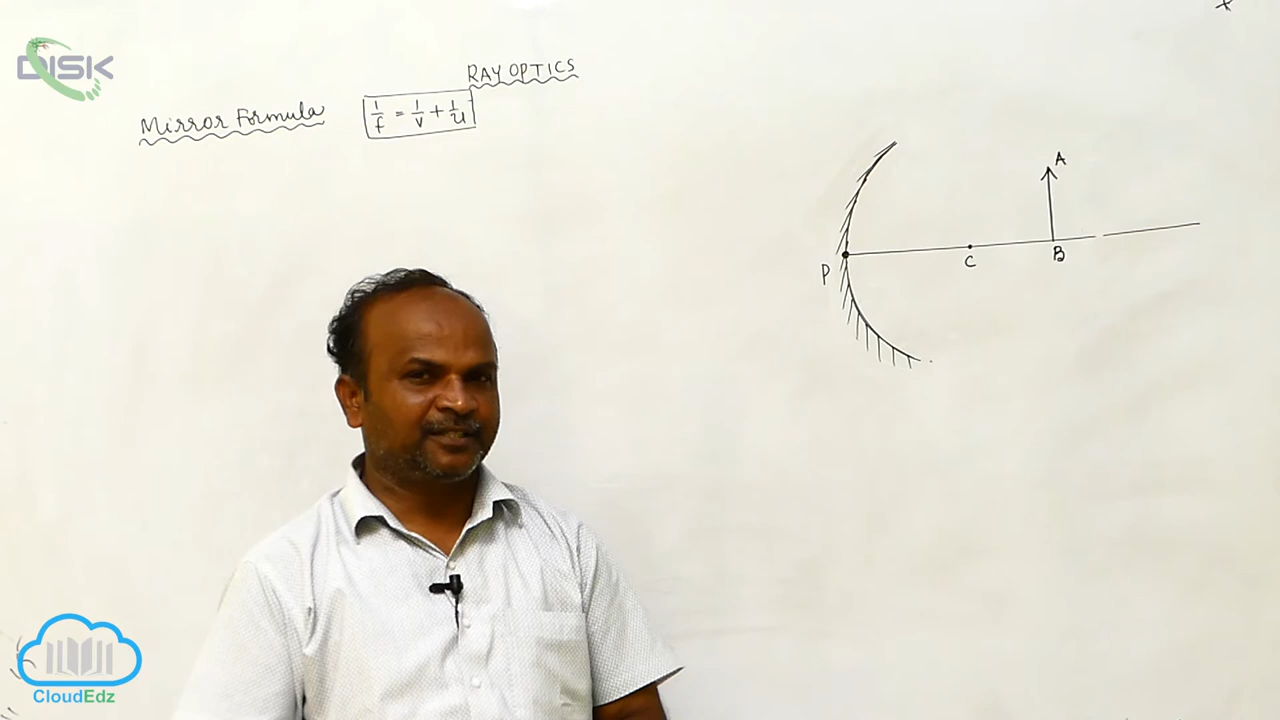 DISK
RAY OPTICS
Mirror Formula
1/f = 1/v + 1/u
A
P
C
B
CloudEdz